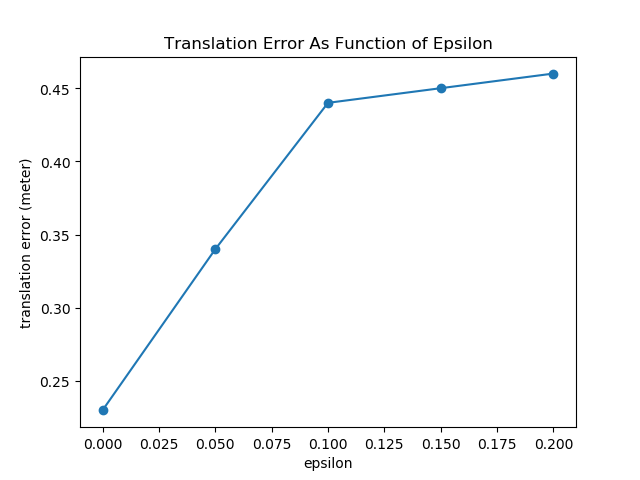 Translation Error As Function of Epsilon
translation error (meter)
0.45
0.40
0.35
0.30
0.25
0.000 0.025 0.050 0.075 0.100 0.125 0.150 0.175 0.200
epsilon